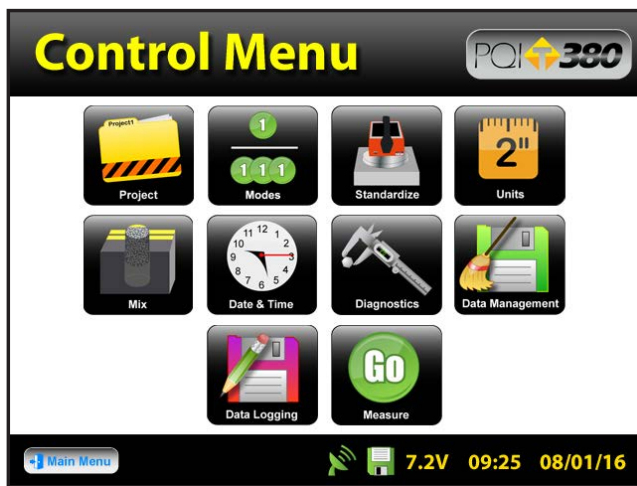 Control Menu
PQI T 380
Project1
1
1 1 1
2"
Project
Modes
Standardize
Units
12
11 1
10 2
9 3
8 4
7 6 5
Mix
Date & Time
Diagnostics
Data Management
Go
Data Logging
Measure
Main Menu
7.2V 09:25 08/01/16